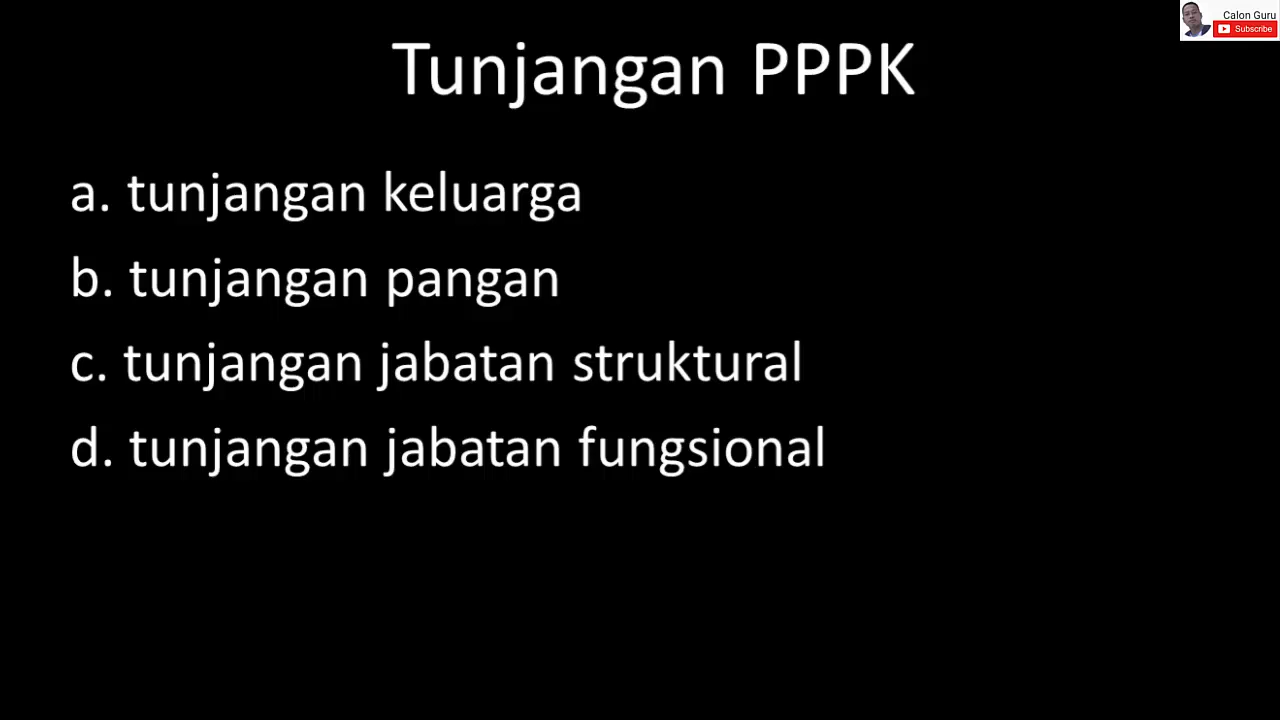 Calon Guru
Subscribe
Tunjangan PPPK
a. tunjangan keluarga
b. tunjangan pangan
c. tunjangan jabatan struktural
d. tunjangan jabatan fungsional